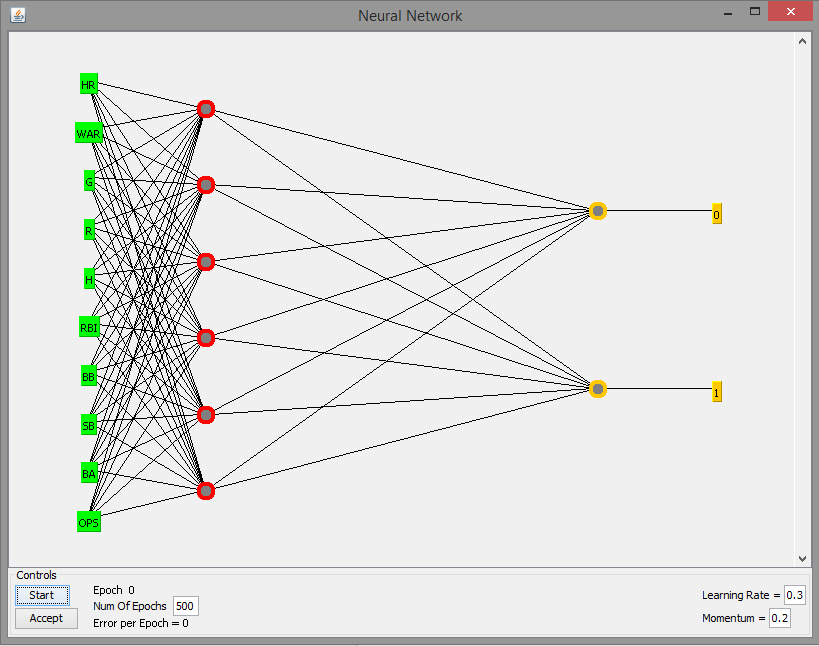 Neural Network
HR
WAR
G
R
H
RBI
BB
SB
BA
OPS
0
1
Controls
Start
Accept
Epoch 0
Num Of Epochs 500
Error per Epoch = 0
Learning Rate = 0.3
Momentum = 0.2